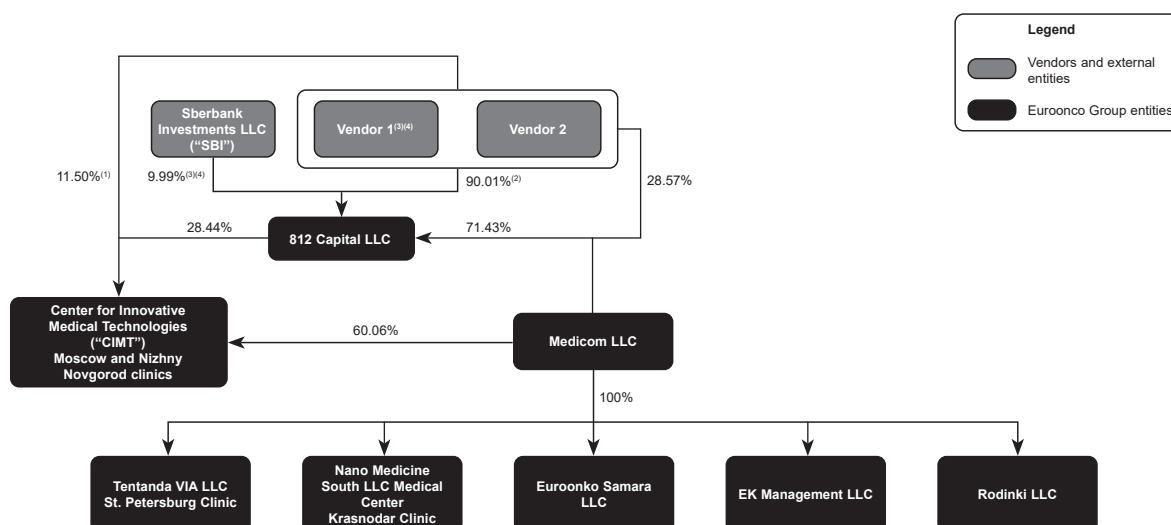 Legend
Vendors and external
entities
Euroonco Group entities
Sberbank
Investments LLC
(“SBI”)
Vendor 1(3)(4)
Vendor 2
11.50%(1)
9.99%(3)(4)
90.01%(2)
28.57%
28.44%
812 Capital LLC
71.43%
Center for Innovative
Medical Technologies
(“CIMT”)
Moscow and Nizhny
Novgorod clinics
60.06%
Medicom LLC
100%
Tentanda VIA LLC
St. Petersburg Clinic
Nano Medicine
South LLC Medical
Center
Krasnodar Clinic
Euroonko Samara
LLC
EK Management LLC
Rodinki LLC